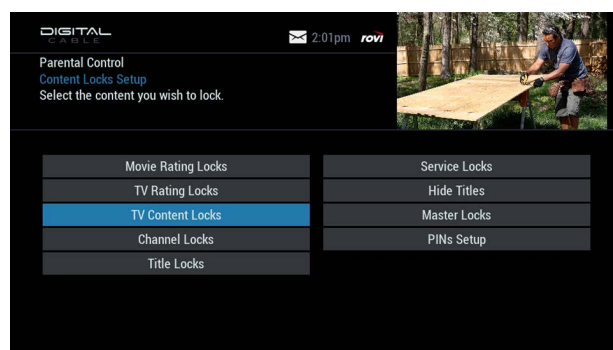 DIGITAL
CABLE
2:01pm rovi
Parental Control
Content Locks Setup
Select the content you wish to lock.
Movie Rating Locks
Service Locks
TV Rating Locks
Hide Titles
TV Content Locks
Master Locks
Channel Locks
PINs Setup
Title Locks